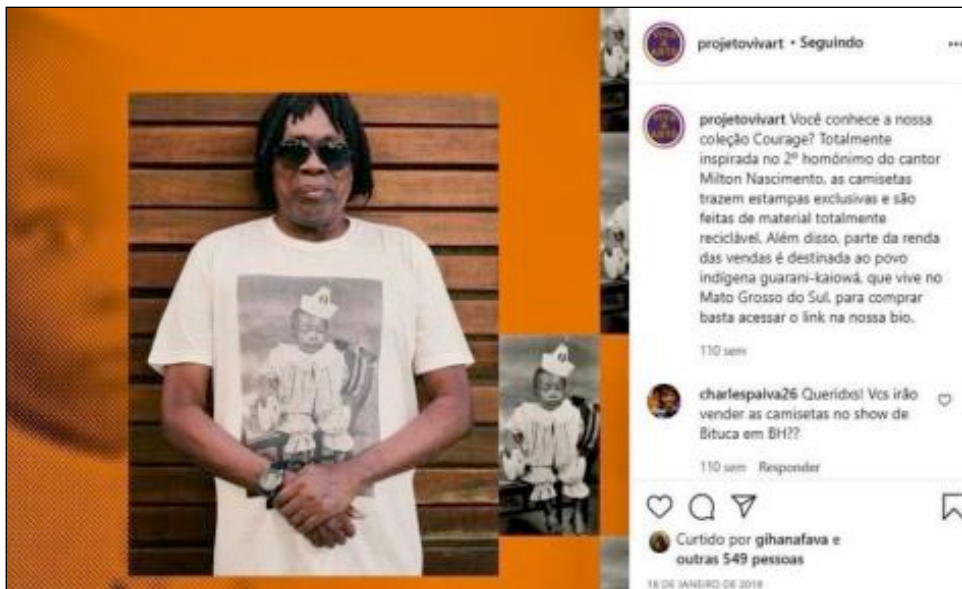 projetovivart • Seguindo
projetovivart Você conhece a nossa
coleção Courage? Totalmente
inspirada no 2º homônimo do cantor
Milton Nascimento, as camisetas
trazem estampas exclusivas e são
feitas de material totalmente
reciclável. Além disso, parte da renda
das vendas é destinada ao povo
indígena guarani-kaiowá, que vive no
Mato Grosso do Sul, para comprar
basta acessar o link na nossa bio.
110 sem
charlespaiva26 Queridxs! Vcs irão
vender as camisetas no show de
Bituca em BH??
110 sem Responder
Curtido por gihanafava e
outras 549 pessoas
18 DE JANEIRO DE 2019